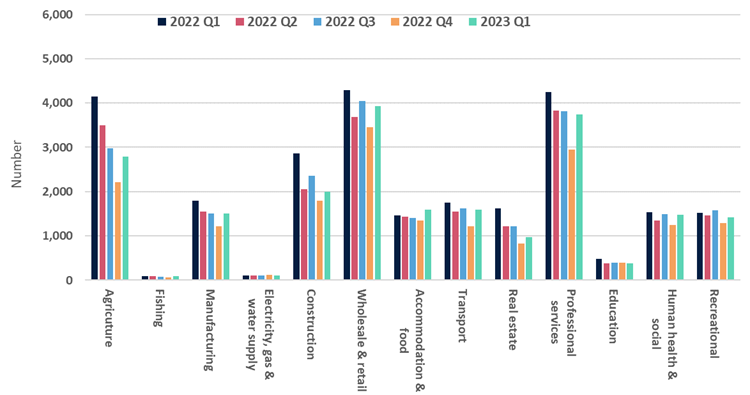 6,000
2022 Q1 2022 Q2 2022 Q3 2022 Q4 2023 Q1
5,000
4,000
3,000
2,000
1,000
0
Number
Agricuture
Fishing
Manufacturing
Electricity, gas &
water supply
Construction
Wholesale & retail
Accommodation &
food
Transport
Real estate
Professional
services
Education
Human health &
social
Recreational